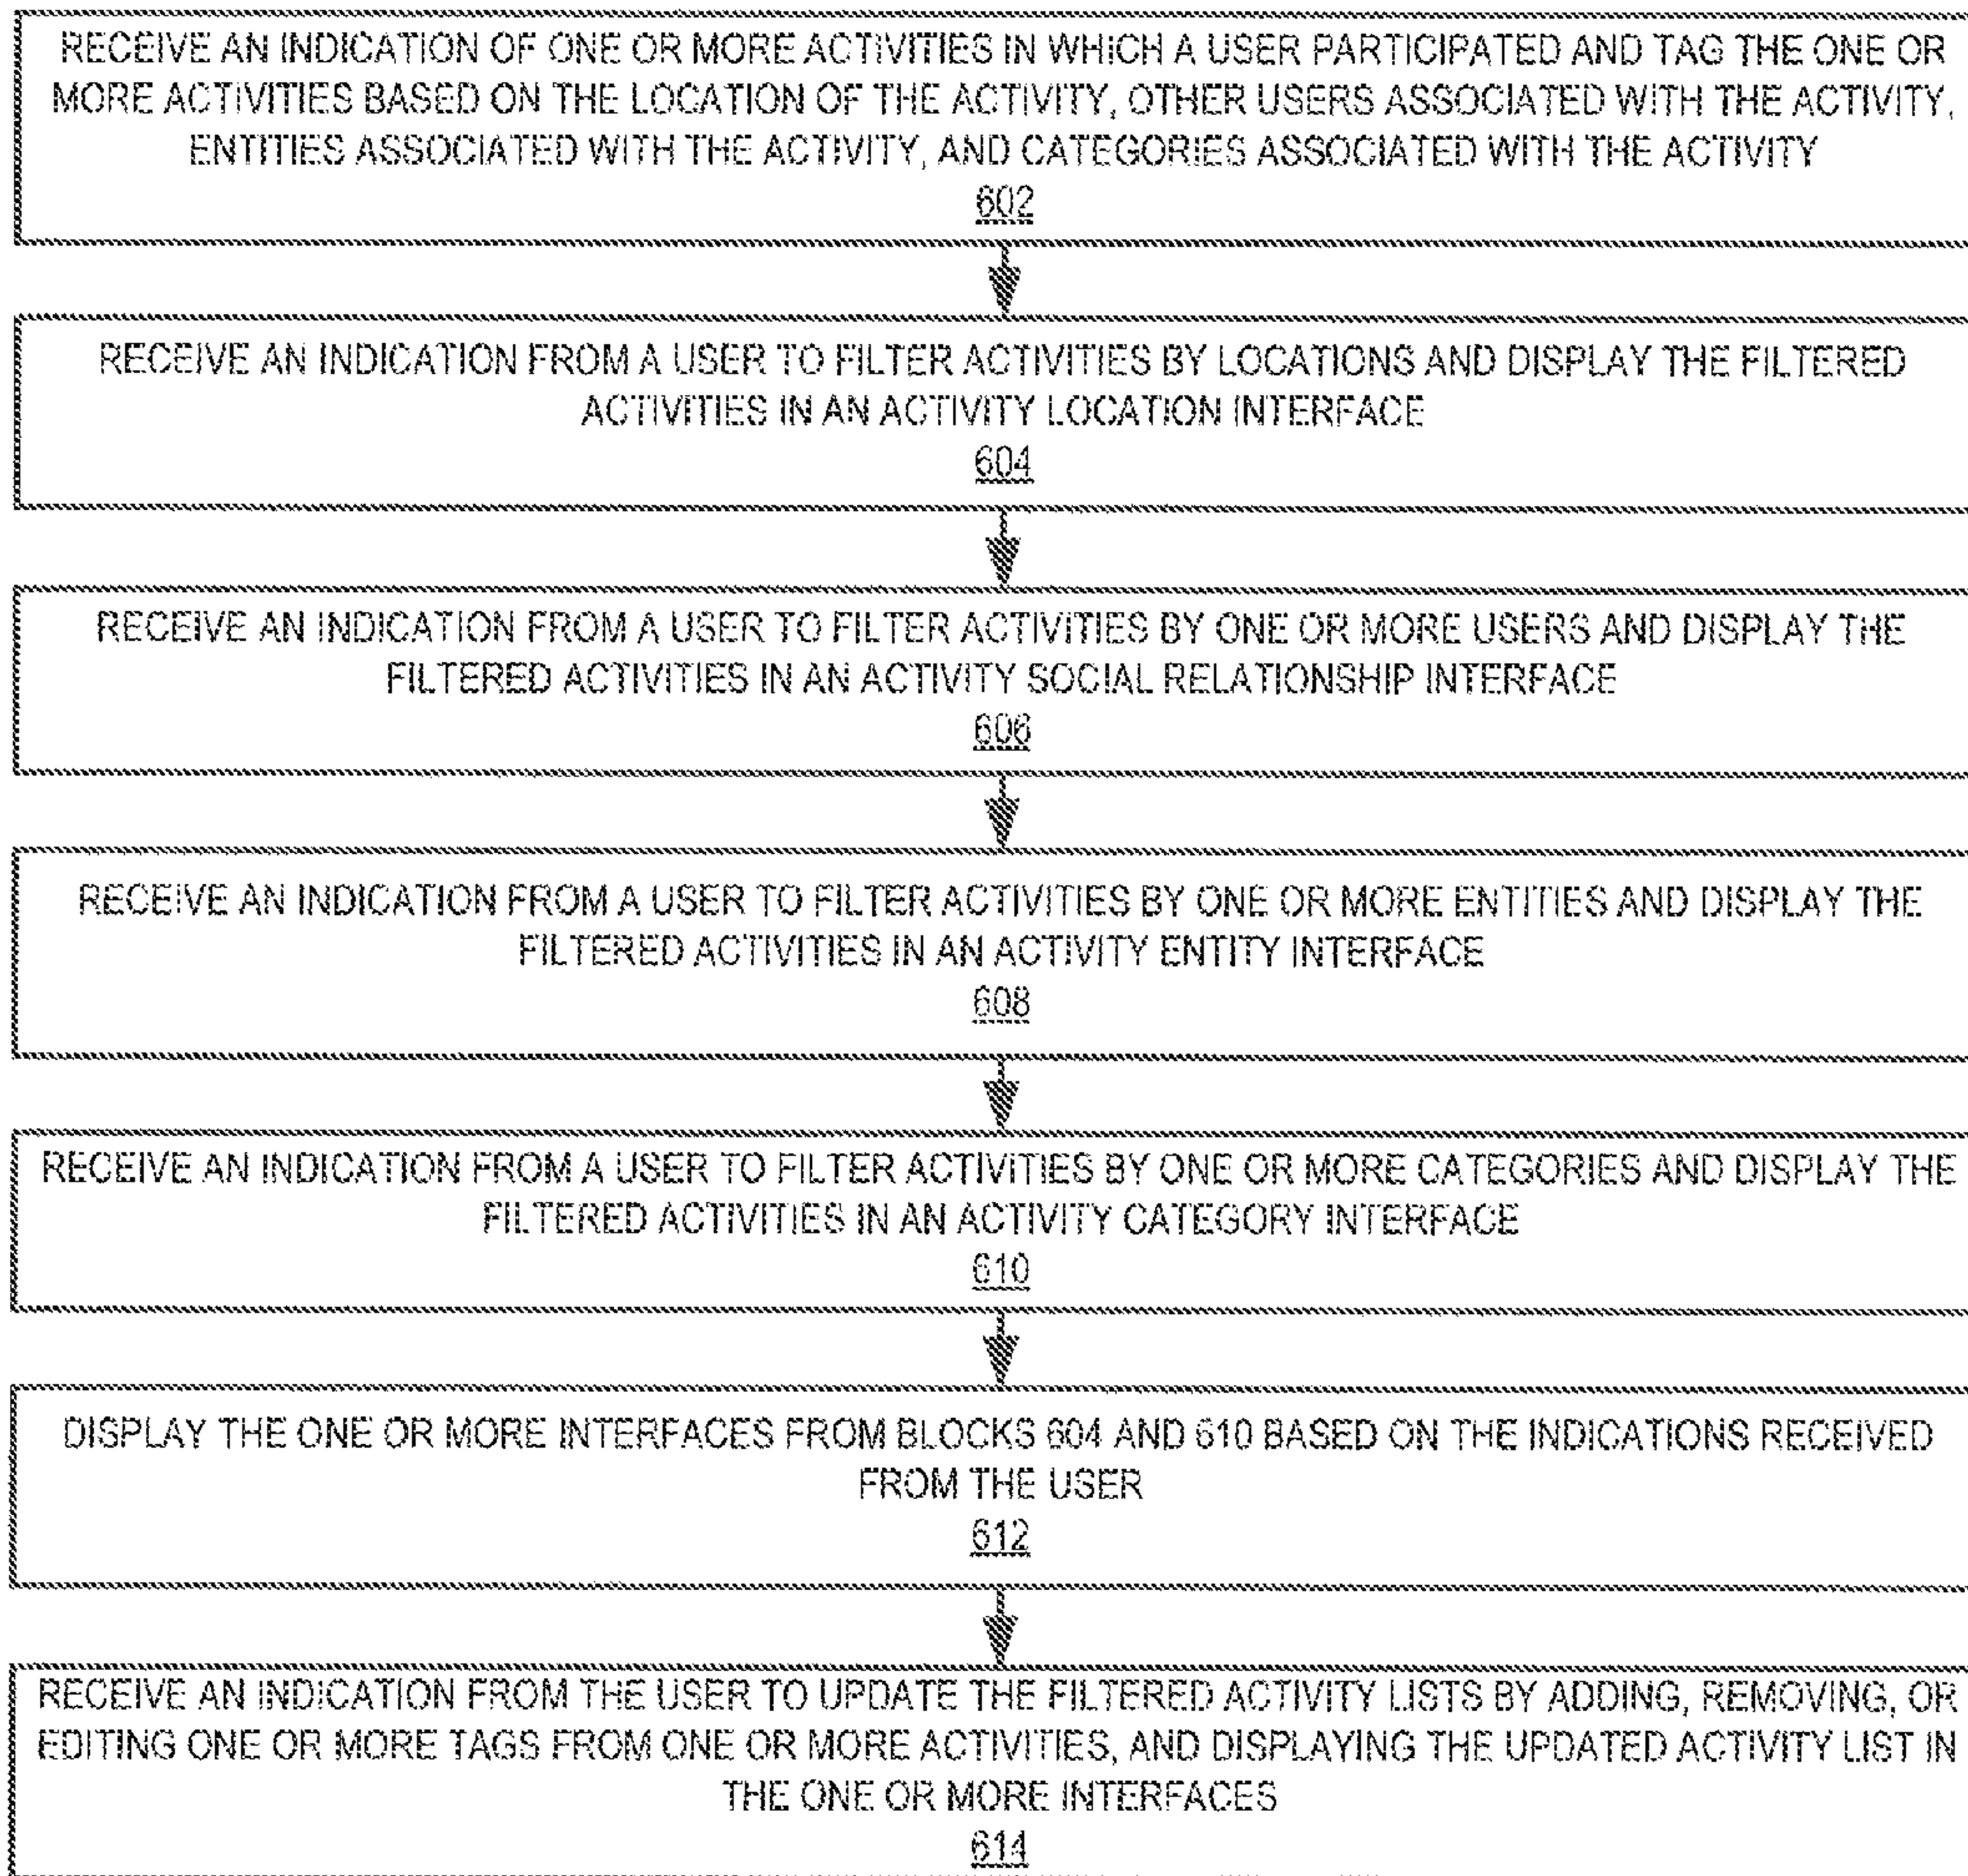 RECEIVE AN INDICATION OF ONE OR MORE ACTIVITIES IN WHICH A USER PARTICIPATED AND TAG THE ONE OR
MORE ACTIVITIES BASED ON THE LOCATION OF THE ACTIVITY, OTHER USERS ASSOCIATED WITH THE ACTIVITY,
ENTITIES ASSOCIATED WITH THE ACTIVITY, AND CATEGORIES ASSOCIATED WITH THE ACTIVITY
602
RECEIVE AN INDICATION FROM A USER TO FILTER ACTIVITIES BY LOCATIONS AND DISPLAY THE FILTERED
ACTIVITIES IN AN ACTIVITY LOCATION INTERFACE
604
RECEIVE AN INDICATION FROM A USER TO FILTER ACTIVITIES BY ONE OR MORE USERS AND DISPLAY THE
FILTERED ACTIVITIES IN AN ACTIVITY SOCIAL RELATIONSHIP INTERFACE
606
RECEIVE AN INDICATION FROM A USER TO FILTER ACTIVITIES BY ONE OR MORE ENTITIES AND DISPLAY THE
FILTERED ACTIVITIES IN AN ACTIVITY ENTITY INTERFACE
608
RECEIVE AN INDICATION FROM A USER TO FILTER ACTIVITIES BY ONE OR MORE CATEGORIES AND DISPLAY THE
FILTERED ACTIVITIES IN AN ACTIVITY CATEGORY INTERFACE
610
DISPLAY THE ONE OR MORE INTERFACES FROM BLOCKS 604 AND 610 BASED ON THE INDICATIONS RECEIVED
FROM THE USER
612
RECEIVE AN INDICATION FROM THE USER TO UPDATE THE FILTERED ACTIVITY LISTS BY ADDING, REMOVING, OR
EDITING ONE OR MORE TAGS FROM ONE OR MORE ACTIVITIES, AND DISPLAYING THE UPDATED ACTIVITY LIST IN
THE ONE OR MORE INTERFACES
614